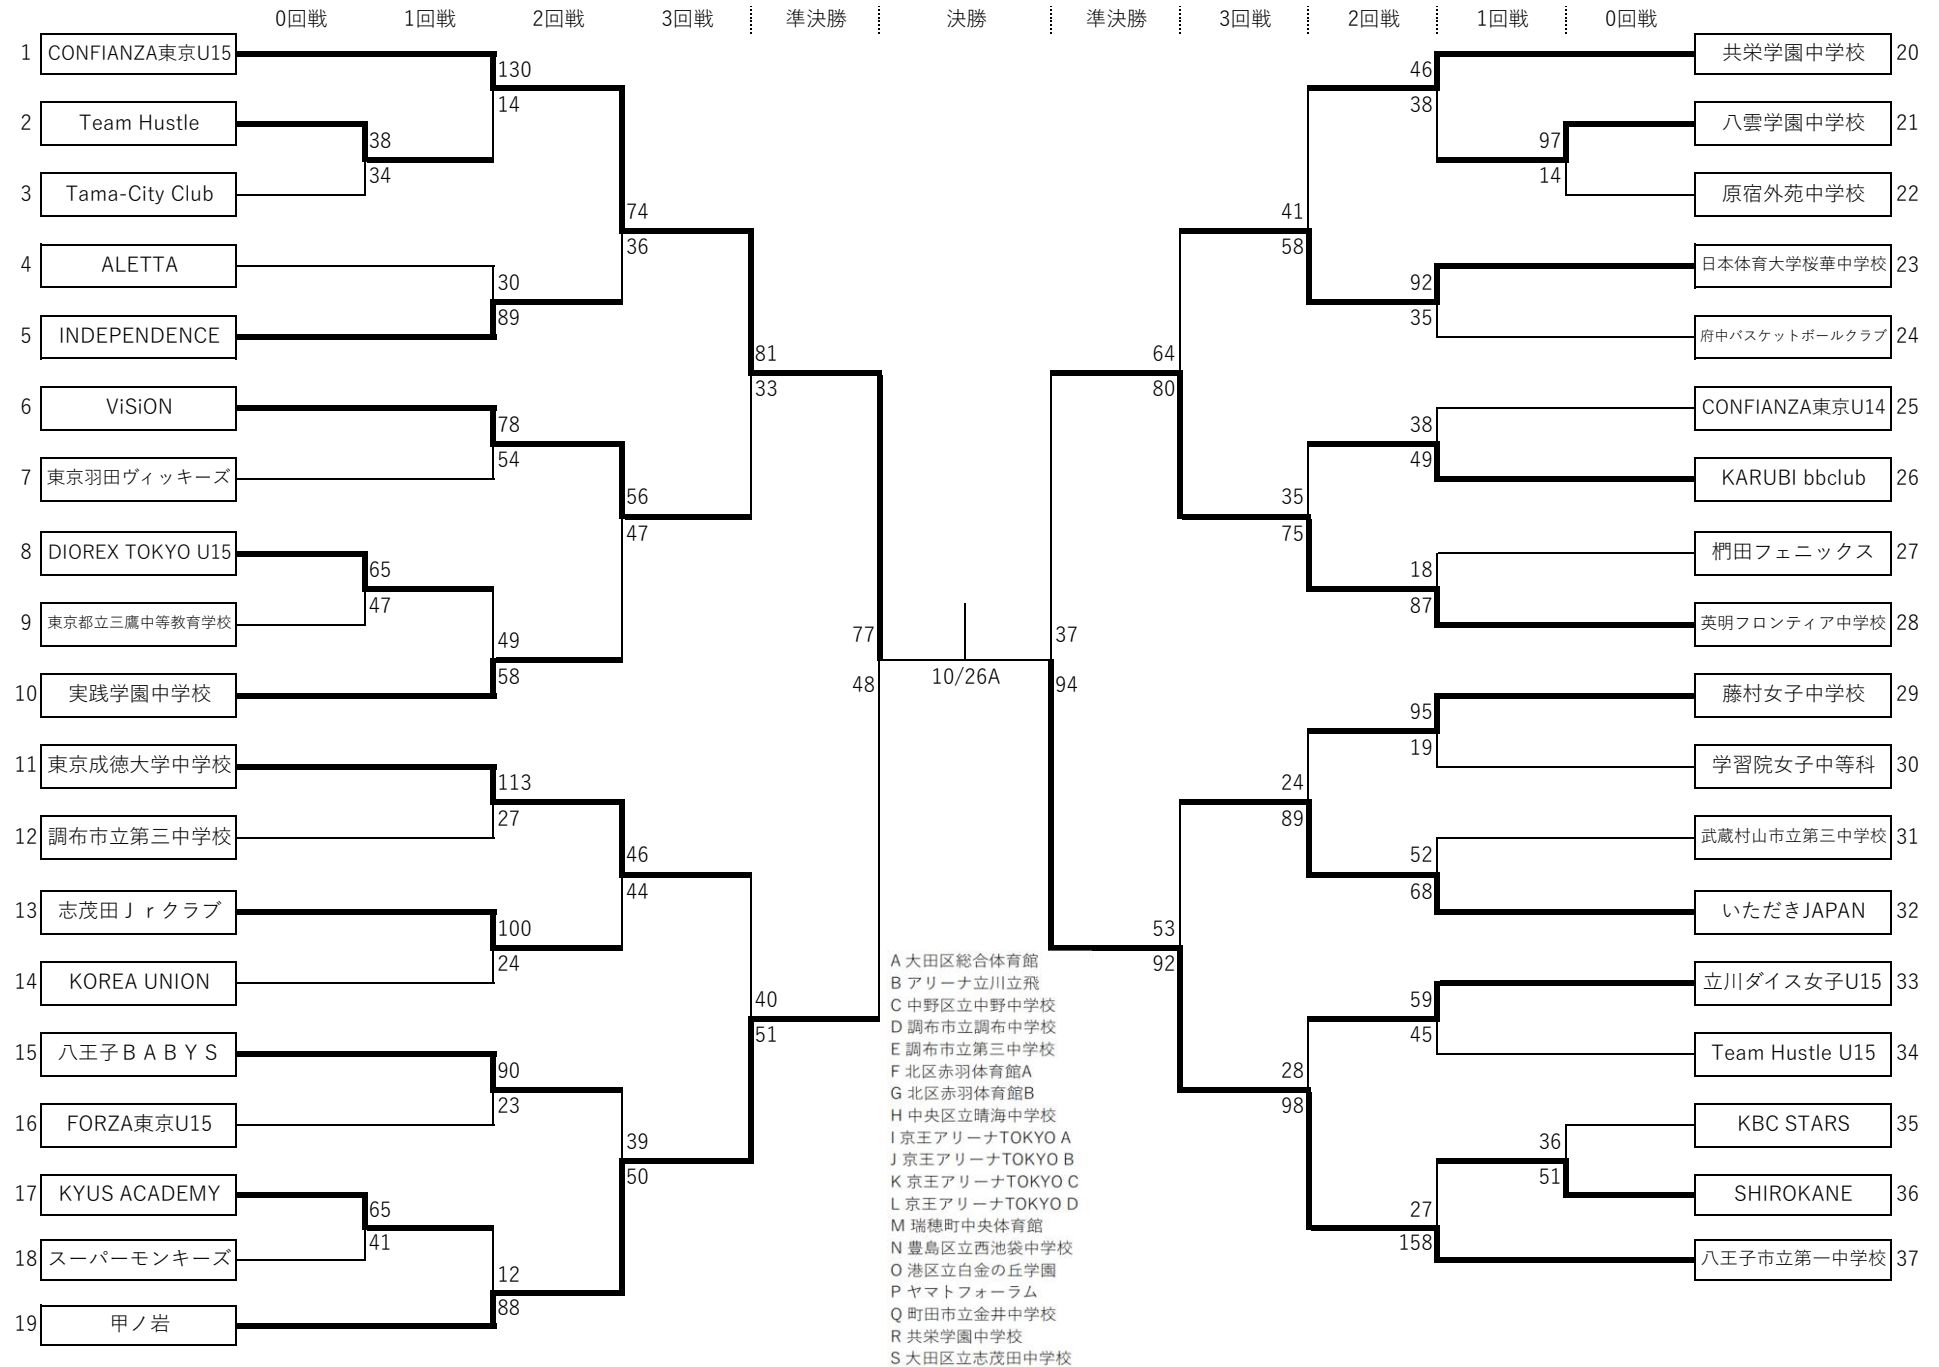 0回戦 1回戦 2回戦 3回戦 準決勝 決勝 準決勝 3回戦 2回戦 1回戦 0回戦
1 CONFIANZA東京U15
130
14
2 Team Hustle
38
34
3 Tama-City Club
74
36
4 ALETTA
30
89
5 INDEPENDENCE
81
33
6 ViSiON
78
54
7 東京羽田ヴィッキーズ
56
47
8 DIOREX TOKYO U15
65
47
9 東京都立三鷹中等教育学校
49
58
10 実践学園中学校
77
48
11 東京成徳大学中学校
113
27
12 調布市立第三中学校
46
44
13 志茂田Jrクラブ
100
24
14 KOREA UNION
40
51
15 八王子BABYS
90
23
16 FORZA東京U15
39
50
17 KYUS ACADEMY
65
41
18 スーパーモンキーズ
12
88
19 甲ノ岩
10/26A
A 大田区総合体育館
B アリーナ立川立飛
C 中野区立中野中学校
D 調布市立調布中学校
E 調布市立第三中学校
F 北区赤羽体育館A
G 北区赤羽体育館B
H 中央区立晴海中学校
I 京王アリーナTOKYO A
J 京王アリーナTOKYO B
K 京王アリーナTOKYO C
L 京王アリーナTOKYO D
M 瑞穂町中央体育館
N 豊島区立西池袋中学校
O 港区立白金の丘学園
P ヤマトフォーラム
Q 町田市立金井中学校
R 共栄学園中学校
S 大田区立志茂田中学校
共栄学園中学校 20
46
38
八雲学園中学校 21
97
14
原宿外苑中学校 22
41
58
日本体育大学桜華中学校 23
92
35
府中バスケットボールクラブ 24
64
80
CONFIANZA東京U14 25
38
49
KARUBI bbclub 26
35
75
椚田フェニックス 27
18
87
英明フロンティア中学校 28
37
94
藤村女子中学校 29
95
19
学習院女子中等科 30
24
89
武蔵村山市立第三中学校 31
52
68
いただきJAPAN 32
53
92
立川ダイス女子U15 33
59
45
Team Hustle U15 34
28
98
KBC STARS 35
36
51
SHIROKANE 36
27
158
八王子市立第一中学校 37